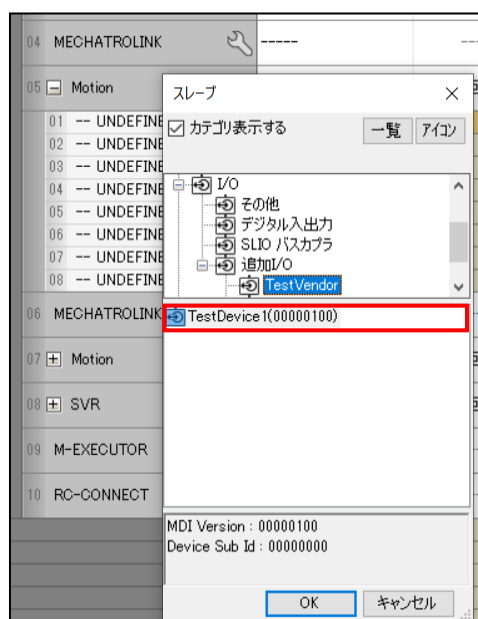 04 MECHATROLINK -----
05 Motion
01 -- UNDEFINE
02 -- UNDEFINE
03 -- UNDEFINE
04 -- UNDEFINE
05 -- UNDEFINE
06 -- UNDEFINE
07 -- UNDEFINE
08 -- UNDEFINE
06 MECHATROLINK
07 Motion
08 SVR
09 M-EXECUTOR
10 RC-CONNECT
スレーブ
カテゴリ表示する
一覧 アイコン
I/O
その他
デジタル入出力
SLIO バスカプラ
追加I/O
TestVendor
TestDevice1(00000100)
MDI Version : 00000100
Device Sub Id : 00000000
OK キャンセル